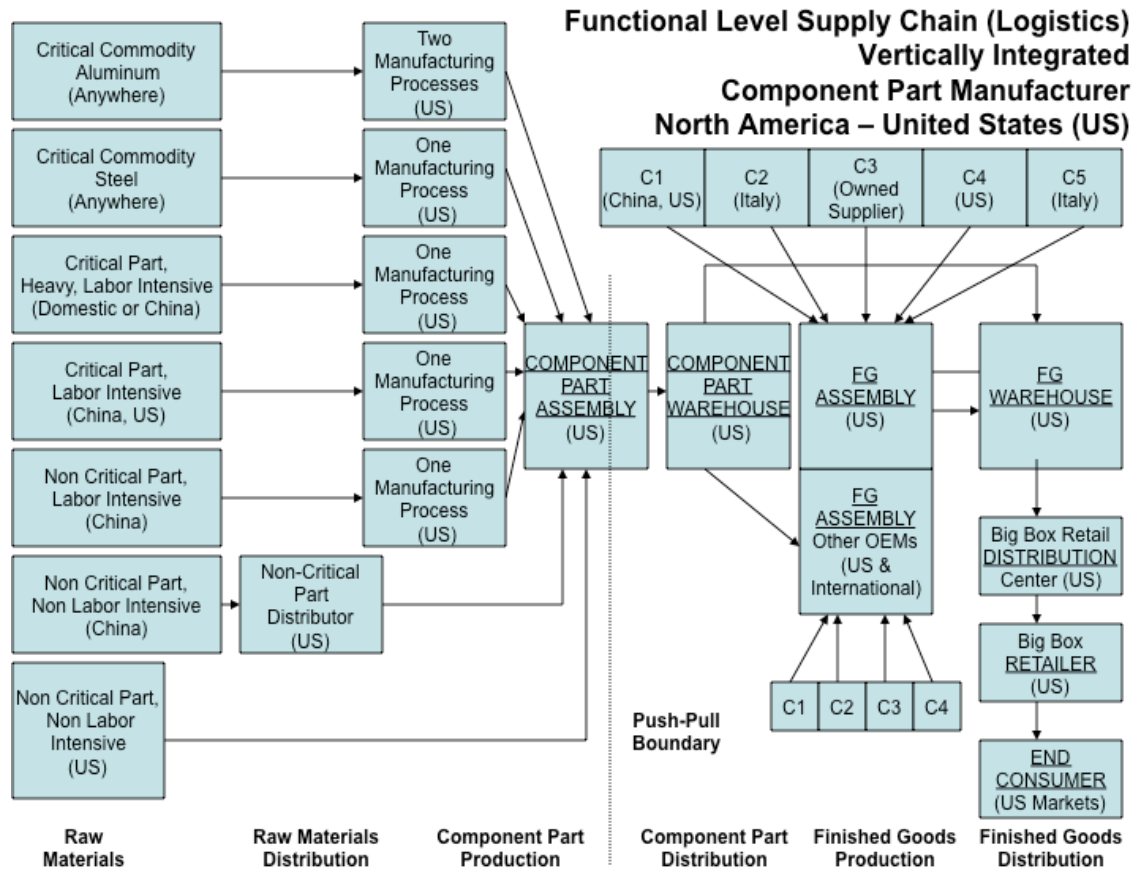 Functional Level Supply Chain (Logistics)
Vertically Integrated
Component Part Manufacturer
North America – United States (US)
Critical Commodity
Aluminum
(Anywhere)
Two
Manufacturing
Processes
(US)
Critical Commodity
Steel
(Anywhere)
One
Manufacturing
Process
(US)
Critical Part,
Heavy, Labor Intensive
(Domestic or China)
One
Manufacturing
Process
(US)
Critical Part,
Labor Intensive
(China, US)
One
Manufacturing
Process
(US)
Non Critical Part,
Labor Intensive
(China)
One
Manufacturing
Process
(US)
Non Critical Part,
Non Labor Intensive
(China)
Non-Critical
Part
Distributor
(US)
Non Critical Part,
Non Labor
Intensive
(US)
COMPONENT
PART
ASSEMBLY
(US)
COMPONENT
PART
WAREHOUSE
(US)
C1
(China, US)
C2
(Italy)
C3
(Owned
Supplier)
C4
(US)
C5
(Italy)
FG
ASSEMBLY
(US)
FG
ASSEMBLY
Other OEMs
(US &
International)
C1
C2
C3
C4
FG
WAREHOUSE
(US)
Big Box Retail
DISTRIBUTION
Center (US)
Big Box
RETAILER
(US)
END
CONSUMER
(US Markets)
Push-Pull
Boundary
Raw
Materials
Raw Materials
Distribution
Component Part
Production
Component Part
Distribution
Finished Goods
Production
Finished Goods
Distribution